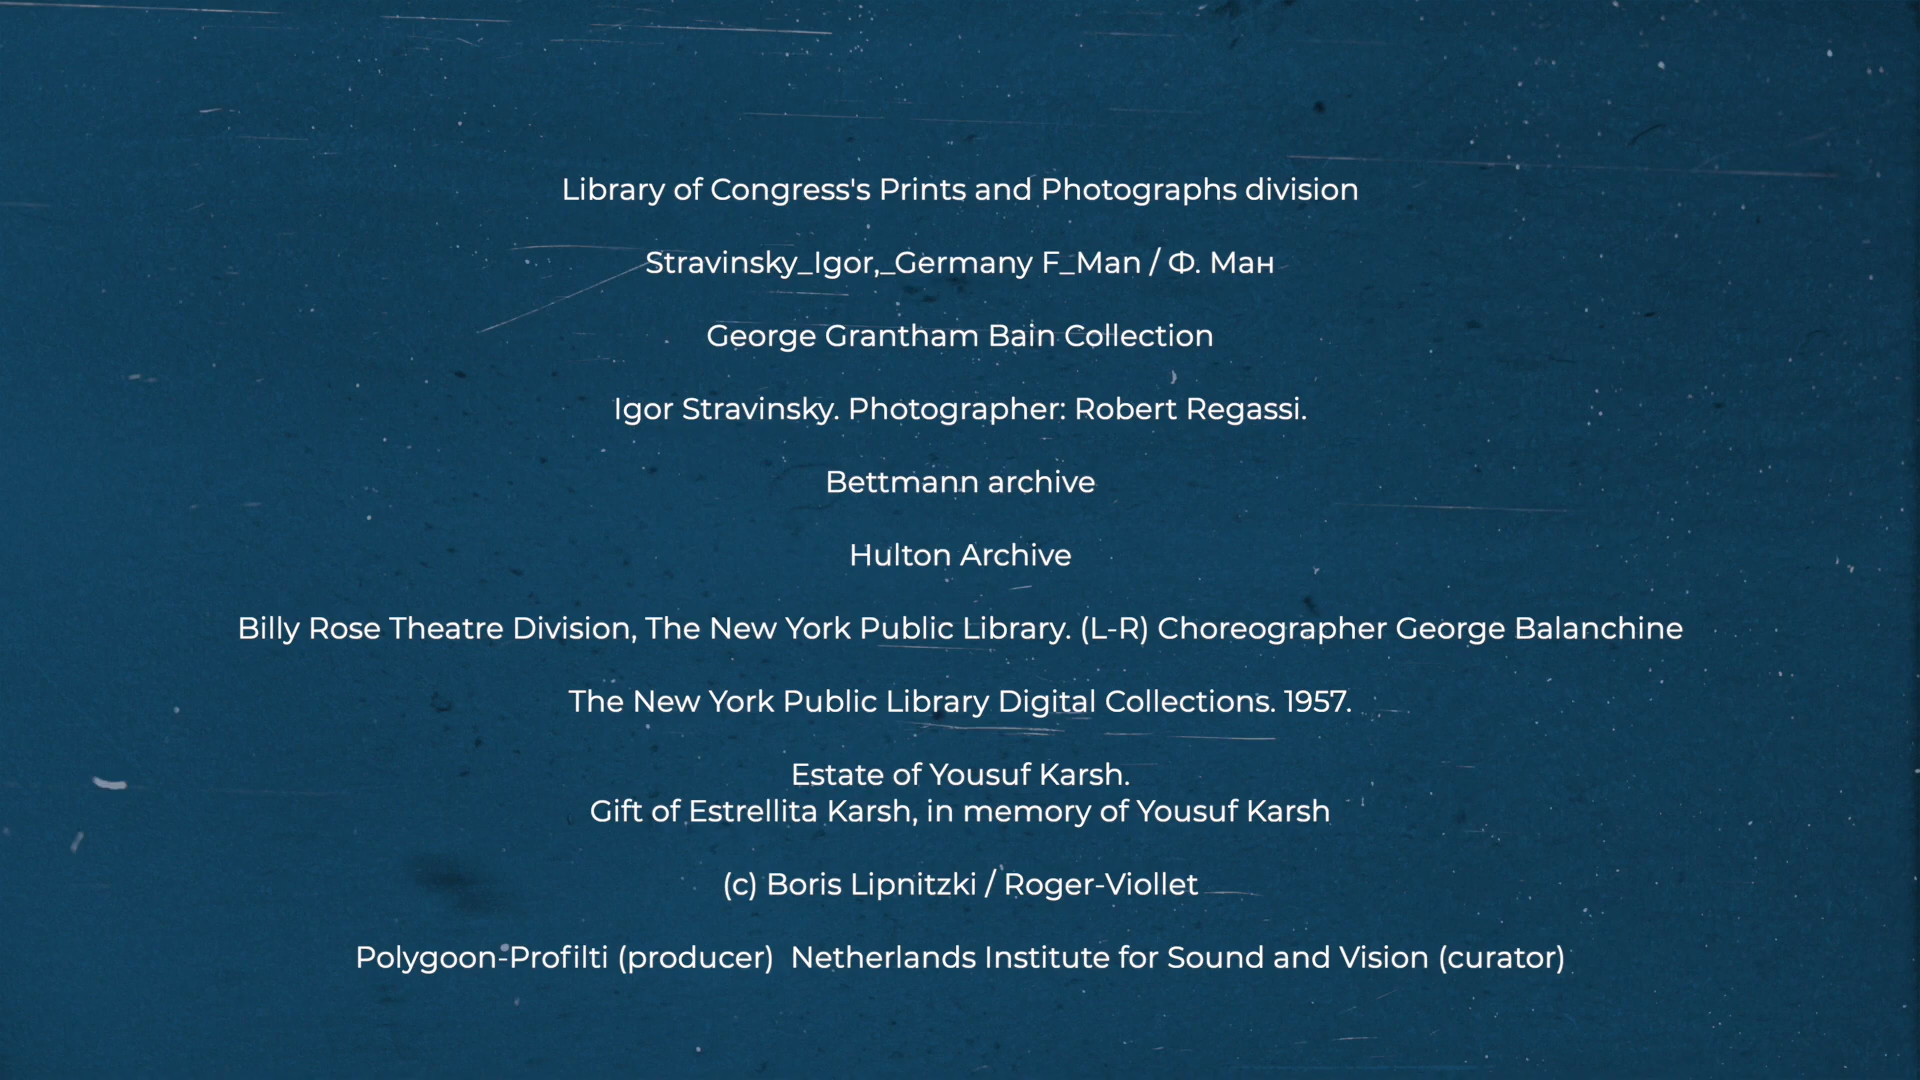 Library of Congress's Prints and Photographs division
Stravinsky_Igor,_Germany F_Man / Ф. Ман
George Grantham Bain Collection
Igor Stravinsky. Photographer: Robert Regassi.
Bettmann archive
Hulton Archive
Billy Rose Theatre Division, The New York Public Library. (L-R) Choreographer George Balanchine
The New York Public Library Digital Collections. 1957.
Estate of Yousuf Karsh.
Gift of Estrellita Karsh, in memory of Yousuf Karsh
(c) Boris Lipnitzki / Roger-Viollet
Polygoon-Profilti (producer)  Netherlands Institute for Sound and Vision (curator)